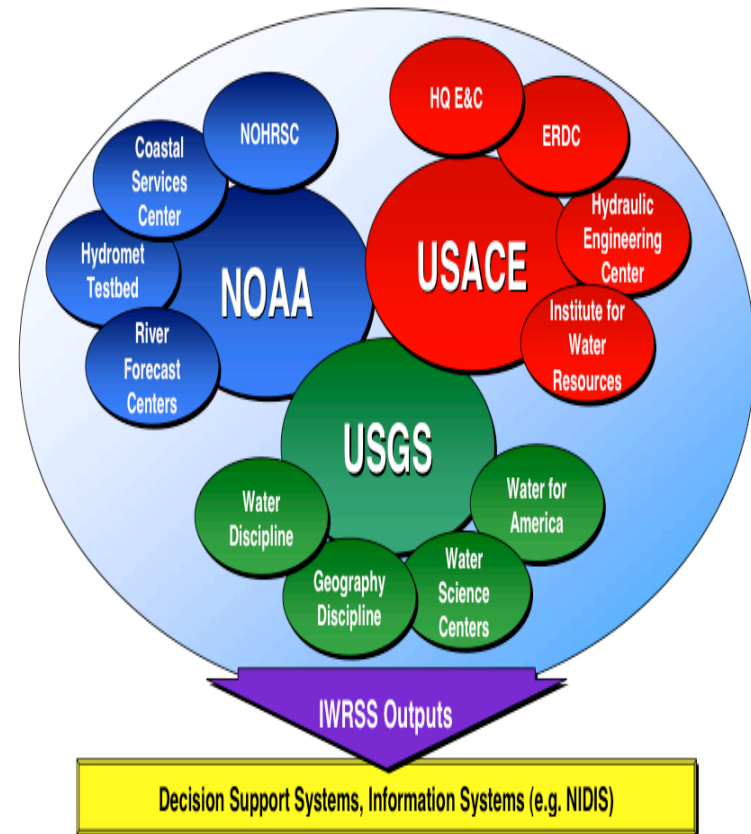 NOHRSC
Coastal
Services
Center
Hydromet
Testbed
River
Forecast
Centers
NOAA
HQ E&C
ERDC
Hydraulic
Engineering
Center
Institute for
Water
Resources
USACE
USGS
Water
Discipline
Geography
Discipline
Water
Science
Centers
Water for
America
IWRSS Outputs
Decision Support Systems, Information Systems (e.g. NIDIS)